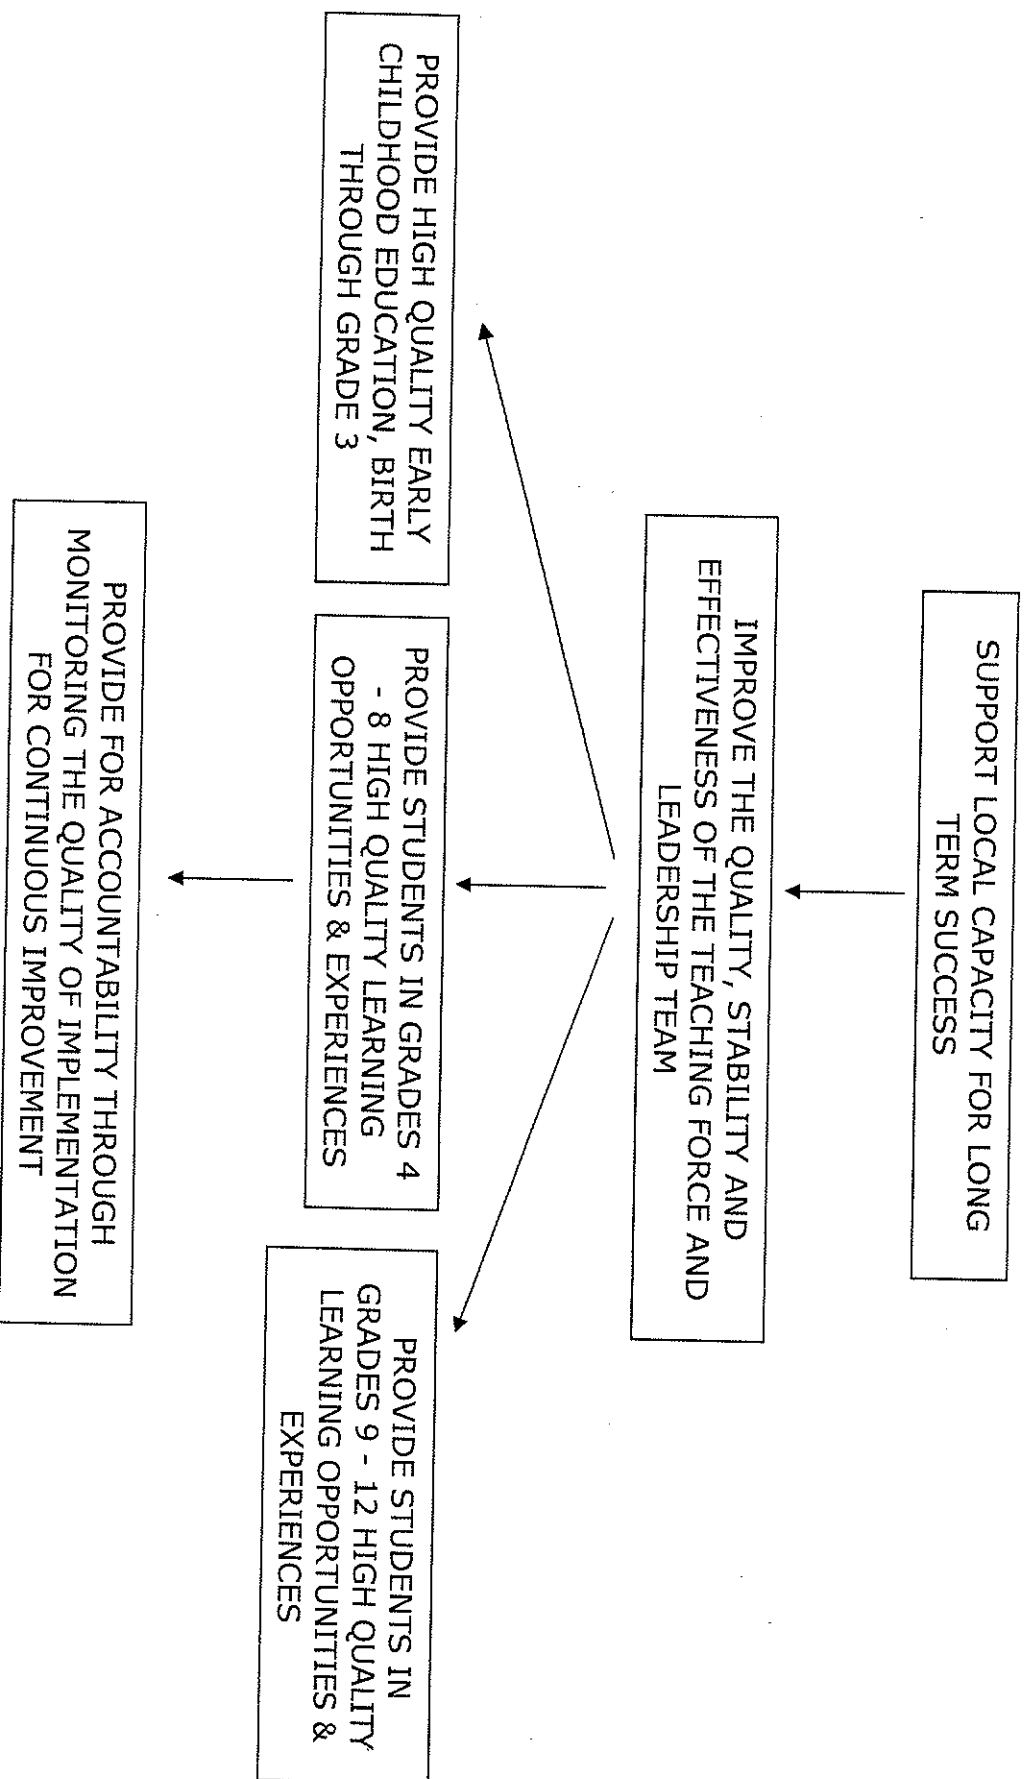 SUPPORT LOCAL CAPACITY FOR LONG
TERM SUCCESS
IMPROVE THE QUALITY, STABILITY AND
EFFECTIVENESS OF THE TEACHING FORCE AND
LEADERSHIP TEAM
PROVIDE HIGH QUALITY EARLY
CHILDHOOD EDUCATION, BIRTH
THROUGH GRADE 3
PROVIDE STUDENTS IN GRADES 4
- 8 HIGH QUALITY LEARNING
OPPORTUNITIES & EXPERIENCES
PROVIDE STUDENTS IN
GRADES 9 - 12 HIGH QUALITY
LEARNING OPPORTUNITIES &
EXPERIENCES
PROVIDE FOR ACCOUNTABILITY THROUGH
MONITORING THE QUALITY OF IMPLEMENTATION
FOR CONTINUOUS IMPROVEMENT